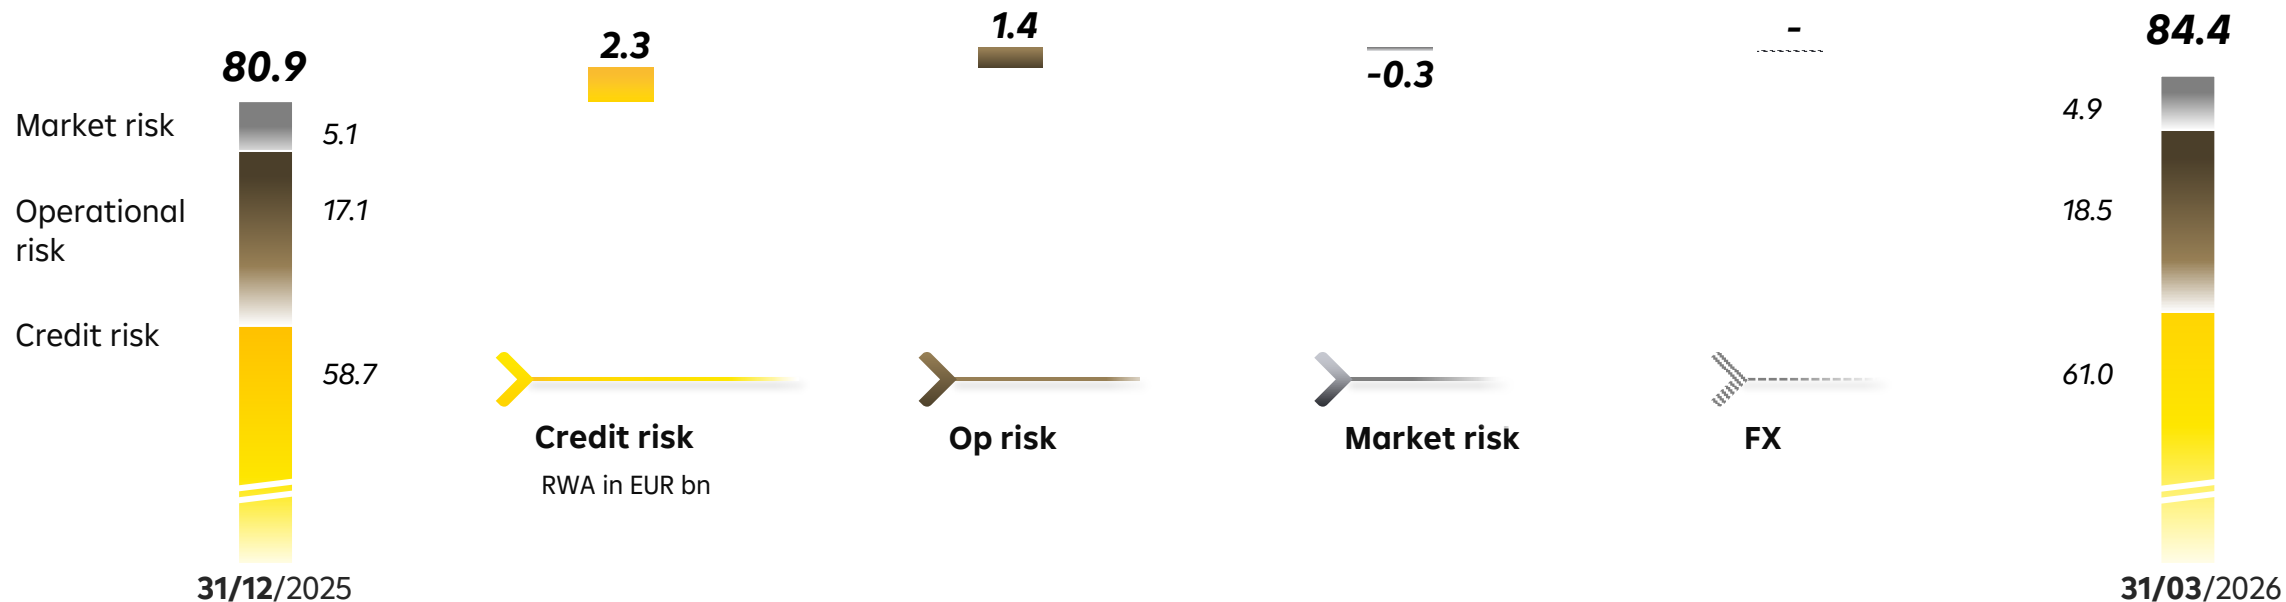 80.9
2.3
1.4
-0.3
-
84.4
Market risk
5.1
4.9
Operational
risk
17.1
18.5
Credit risk
58.7
61.0
Credit risk
Op risk
Market risk
FX
RWA in EUR bn
31/12/2025
31/03/2026